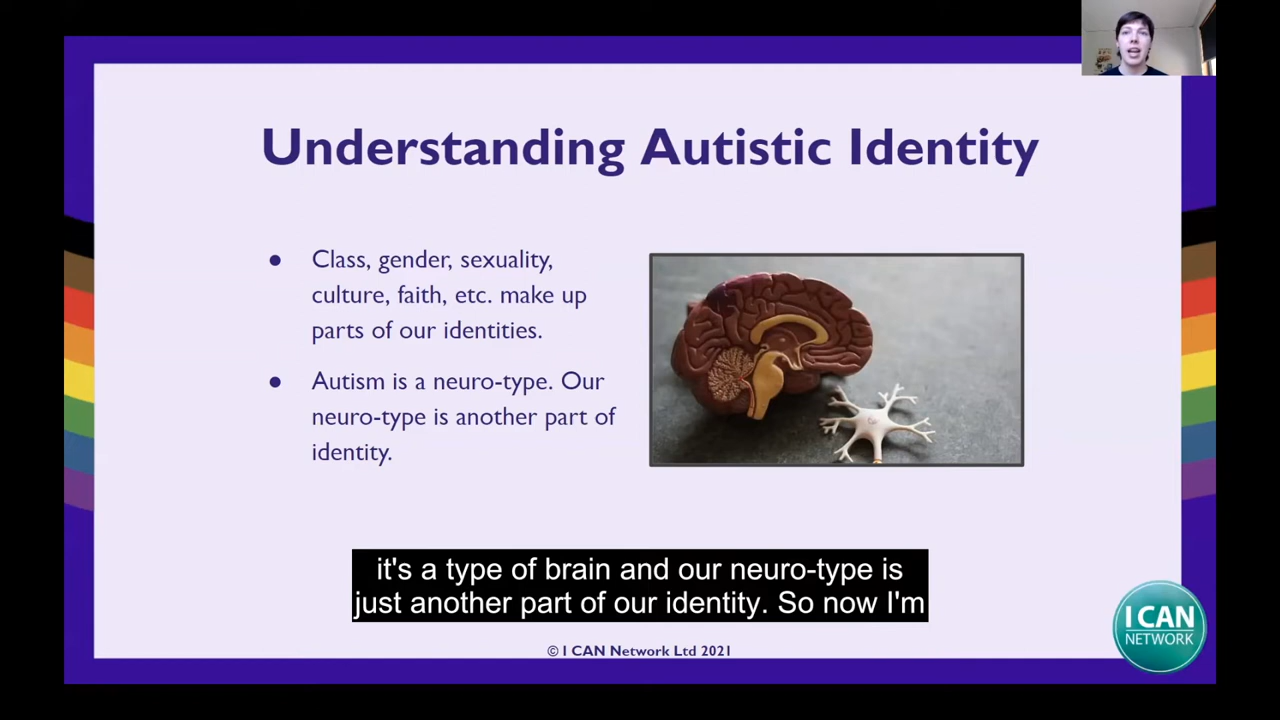 Understanding Autistic Identity
● Class, gender, sexuality,
culture, faith, etc. make up
parts of our identities.
● Autism is a neuro-type. Our
neuro-type is another part of
identity.
it's a type of brain and our neuro-type is
just another part of our identity. So now I'm
I CAN
NETWORK
© I CAN Network Ltd 2021